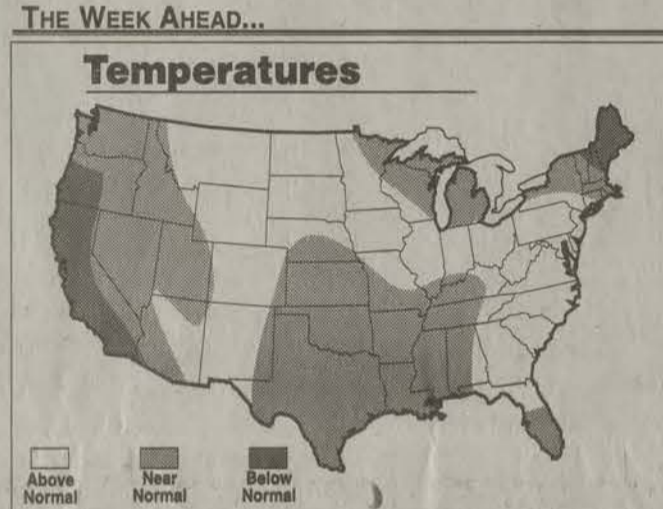 THE WEEK AHEAD...
Temperatures
Above
Normal
Near
Normal
Below
Normal